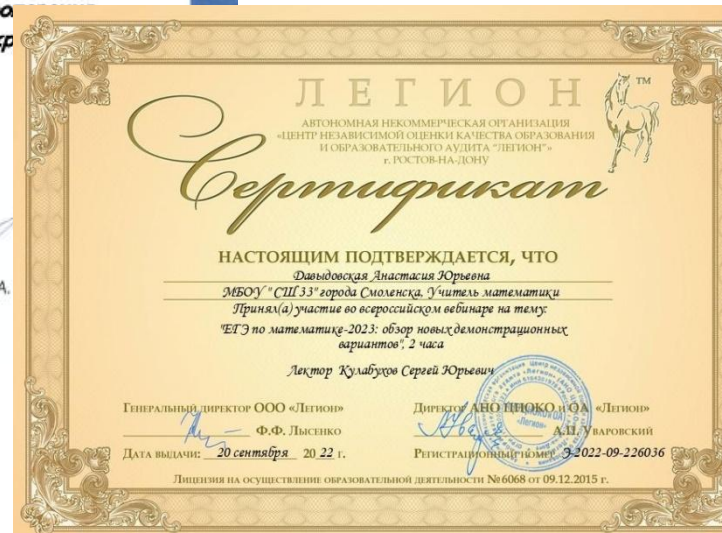 ЛЕГИОН
TM
АВТОНОМНАЯ НЕКОММЕРЧЕСКАЯ ОРГАНИЗАЦИЯ
«ЦЕНТР НЕЗАВИСИМОЙ ОЦЕНКИ КАЧЕСТВА ОБРАЗОВАНИЯ
И ОБРАЗОВАТЕЛЬНОГО АУДИТА "ЛЕГИОН"»
г. РОСТОВ-НА-ДОНУ
Сертификат
НАСТОЯЩИМ ПОДТВЕРЖДАЕТСЯ, ЧТО
Давыдовская Анастасия Юрьевна
МБОУ "СШ 33" города Смоленска, Учитель математики
Принял(а) участие во всероссийском вебинаре на тему:
"ЕГЭ по математике-2023: обзор новых демонстрационных
вариантов", 2 часа
Лектор Кулабухов Сергей Юрьевич
ГЕНЕРАЛЬНЫЙ ДИРЕКТОР ООО «ЛЕГИОН»
Ф.Ф. ЛЫСЕНКО
ДИРЕКТОР АНО ЦНОКО и ОА «ЛЕГИОН»
А.П. УВАРОВСКИЙ
ДАТА ВЫДАЧИ: 20 сентября 20 22 г.
РЕГИСТРАЦИОННЫЙ НОМЕР Э-2022-09-226036
ЛИЦЕНЗИЯ НА ОСУЩЕСТВЛЕНИЕ ОБРАЗОВАТЕЛЬНОЙ ДЕЯТЕЛЬНОСТИ №6068 от 09.12.2015 г.